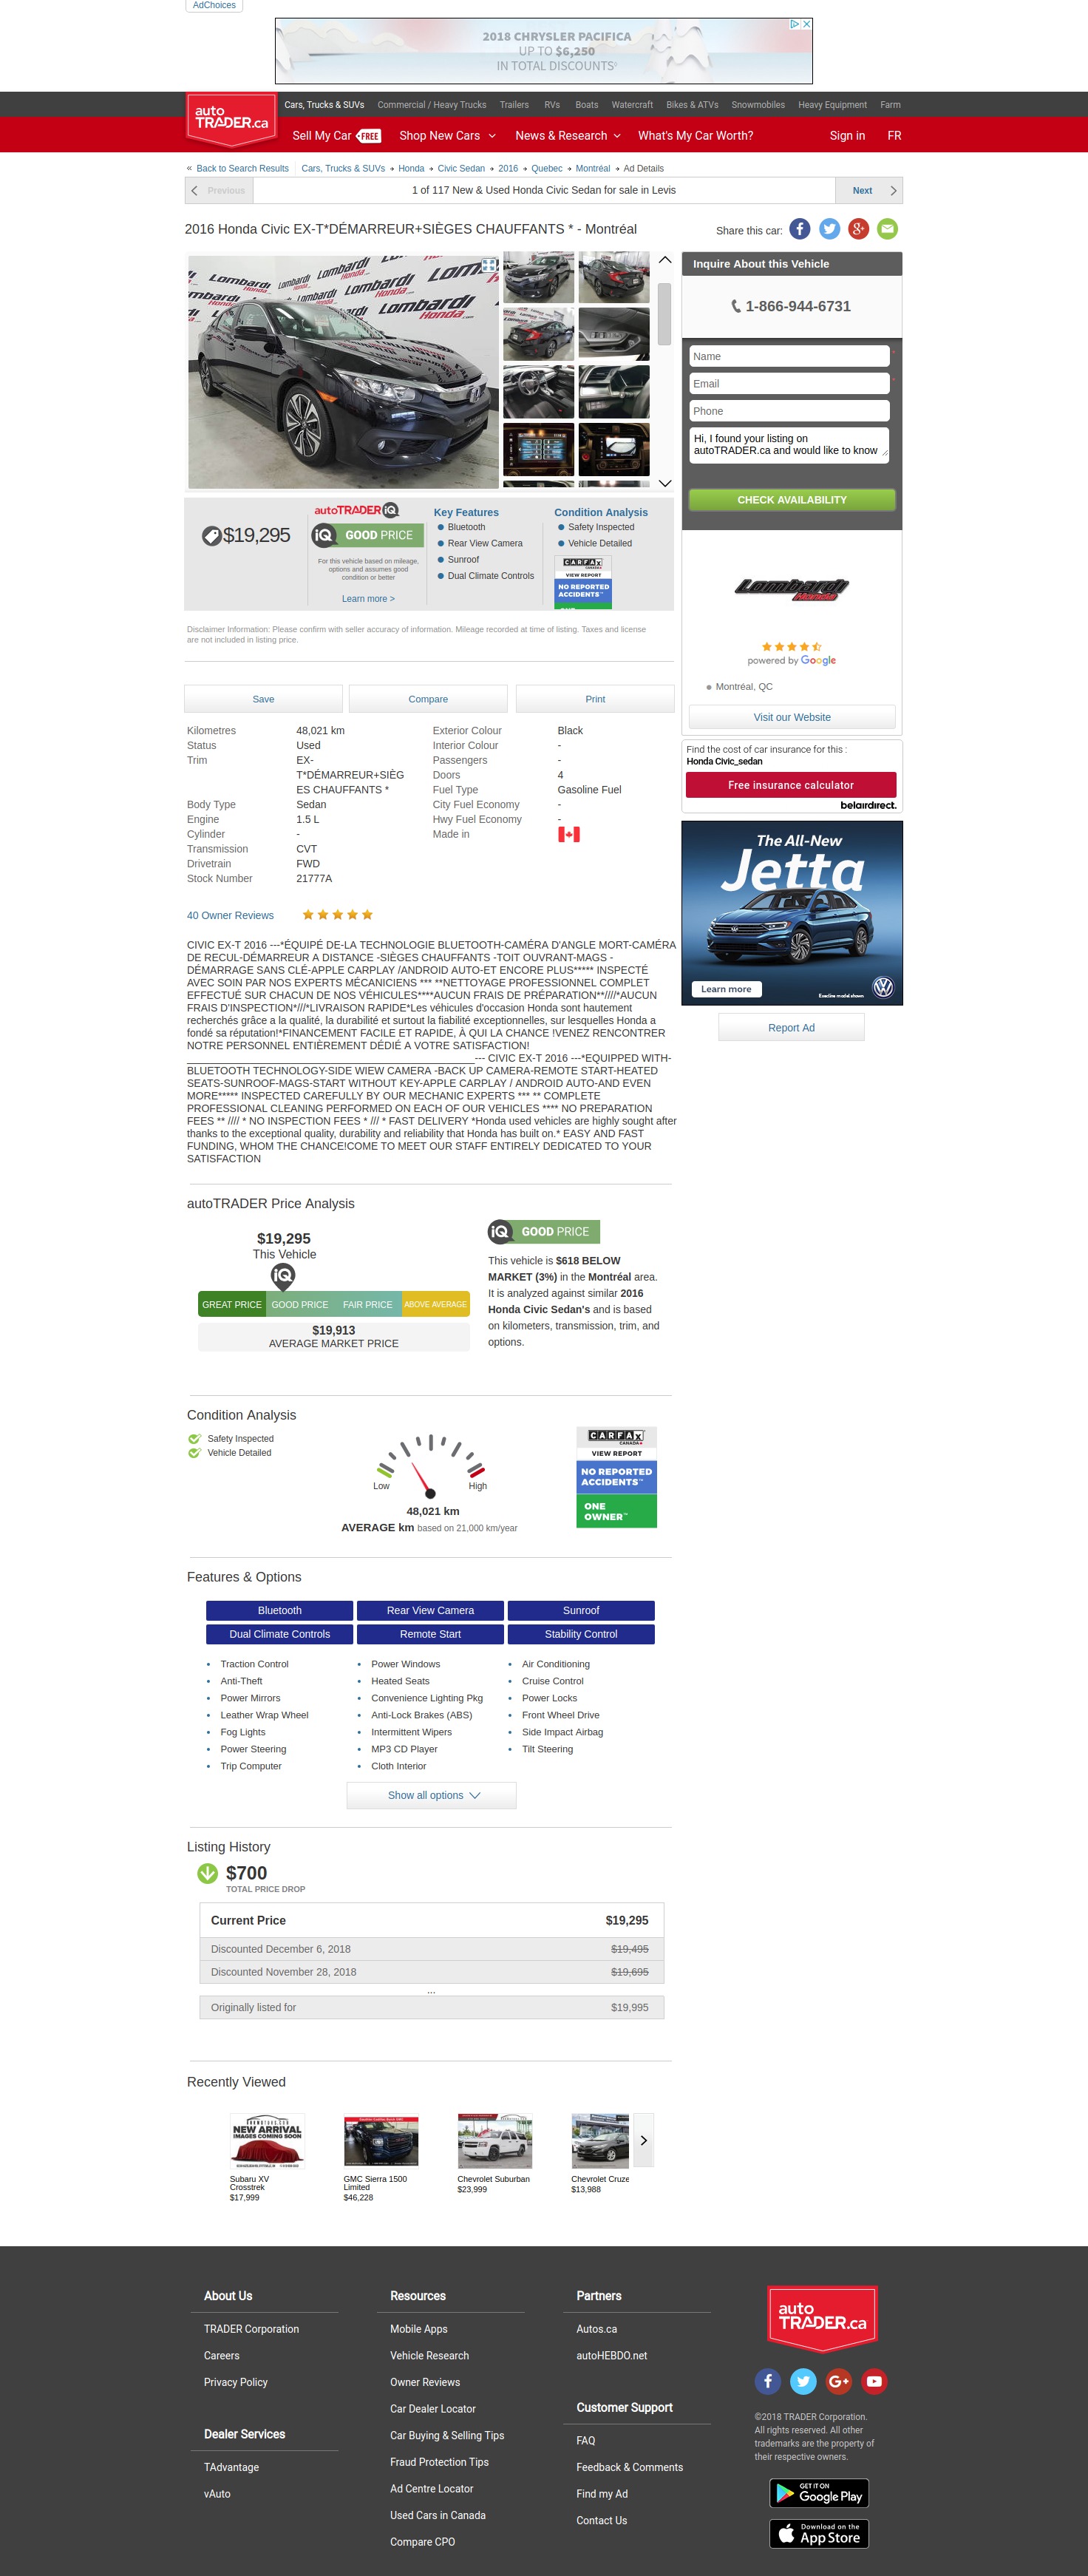 AdChoices
2018 CHRYSLER PACIFICA
UP TO $6,250
IN TOTAL DISCOUNTS
auto
TRADER.ca
Cars, Trucks & SUVs Commercial / Heavy Trucks Trailers RVs Boats Watercraft Bikes & ATVs Snowmobiles Heavy Equipment Farm
Sell My Car FREE Shop New Cars News & Research What's My Car Worth? Sign in FR
« Back to Search Results Cars, Trucks & SUVs Honda Civic Sedan 2016 Quebec Montréal Ad Details
Previous 1 of 117 New & Used Honda Civic Sedan for sale in Levis Next
2016 Honda Civic EX-T*DÉMARREUR+SIÈGES CHAUFFANTS * - Montréal
Share this car:
Lombardi
Honda
Inquire About this Vehicle
1-866-944-6731
Name
Email
Phone
Hi, I found your listing on
autoTRADER.ca and would like to know
CHECK AVAILABILITY
$19,295
autoTRADER iQ
iQ GOOD PRICE
For this vehicle based on mileage,
options and assumes good
condition or better
Learn more >
Key Features
Bluetooth
Rear View Camera
Sunroof
Dual Climate Controls
Condition Analysis
Safety Inspected
Vehicle Detailed
CARFAX
CANADA
VIEW REPORT
NO REPORTED
ACCIDENTS™
Disclaimer Information: Please confirm with seller accuracy of information. Mileage recorded at time of listing. Taxes and license
are not included in listing price.
Lombardi
Honda
powered by Google
Montréal, QC
Visit our Website
Save Compare Print
Kilometres 48,021 km
Status Used
Trim EX-
T*DÉMARREUR+SIÈG
ES CHAUFFANTS *
Body Type Sedan
Engine 1.5 L
Cylinder -
Transmission CVT
Drivetrain FWD
Stock Number 21777A
Exterior Colour Black
Interior Colour -
Passengers -
Doors 4
Fuel Type Gasoline Fuel
City Fuel Economy -
Hwy Fuel Economy -
Made in
Find the cost of car insurance for this :
Honda Civic_sedan
Free insurance calculator
belairdirect.
The All-New
Jetta
Learn more
Execline model shown
Report Ad
40 Owner Reviews
CIVIC EX-T 2016 ---*ÉQUIPÉ DE-LA TECHNOLOGIE BLUETOOTH-CAMÉRA D'ANGLE MORT-CAMÉRA
DE RECUL-DÉMARREUR A DISTANCE -SIÈGES CHAUFFANTS -TOIT OUVRANT-MAGS -
DÉMARRAGE SANS CLÉ-APPLE CARPLAY /ANDROID AUTO-ET ENCORE PLUS***** INSPECTÉ
AVEC SOIN PAR NOS EXPERTS MÉCANICIENS *** **NETTOYAGE PROFESSIONNEL COMPLET
EFFECTUÉ SUR CHACUN DE NOS VÉHICULES****AUCUN FRAIS DE PRÉPARATION**////*AUCUN
FRAIS D'INSPECTION*///*LIVRAISON RAPIDE*Les véhicules d'occasion Honda sont hautement
recherchés grâce a la qualité, la durabilité et surtout la fiabilité exceptionnelles, sur lesquelles Honda a
fondé sa réputation!*FINANCEMENT FACILE ET RAPIDE, À QUI LA CHANCE !VENEZ RENCONTRER
NOTRE PERSONNEL ENTIÈREMENT DÉDIÉ A VOTRE SATISFACTION!
--- CIVIC EX-T 2016 ---*EQUIPPED WITH-
BLUETOOTH TECHNOLOGY-SIDE WIEW CAMERA -BACK UP CAMERA-REMOTE START-HEATED
SEATS-SUNROOF-MAGS-START WITHOUT KEY-APPLE CARPLAY / ANDROID AUTO-AND EVEN
MORE***** INSPECTED CAREFULLY BY OUR MECHANIC EXPERTS *** ** COMPLETE
PROFESSIONAL CLEANING PERFORMED ON EACH OF OUR VEHICLES **** NO PREPARATION
FEES ** //// * NO INSPECTION FEES * /// * FAST DELIVERY *Honda used vehicles are highly sought after
thanks to the exceptional quality, durability and reliability that Honda has built on.* EASY AND FAST
FUNDING, WHOM THE CHANCE!COME TO MEET OUR STAFF ENTIRELY DEDICATED TO YOUR
SATISFACTION
autoTRADER Price Analysis
$19,295
This Vehicle
iQ
GREAT PRICE GOOD PRICE FAIR PRICE ABOVE AVERAGE
$19,913
AVERAGE MARKET PRICE
iQ GOOD PRICE
This vehicle is $618 BELOW
MARKET (3%) in the Montréal area.
It is analyzed against similar 2016
Honda Civic Sedan's and is based
on kilometers, transmission, trim, and
options.
Condition Analysis
Safety Inspected
Vehicle Detailed
Low High
48,021 km
AVERAGE km based on 21,000 km/year
CARFAX
CANADA
VIEW REPORT
NO REPORTED
ACCIDENTS™
ONE
OWNER™
Features & Options
Bluetooth Rear View Camera Sunroof
Dual Climate Controls Remote Start Stability Control
Traction Control Power Windows Air Conditioning
Anti-Theft Heated Seats Cruise Control
Power Mirrors Convenience Lighting Pkg Power Locks
Leather Wrap Wheel Anti-Lock Brakes (ABS) Front Wheel Drive
Fog Lights Intermittent Wipers Side Impact Airbag
Power Steering MP3 CD Player Tilt Steering
Trip Computer Cloth Interior
Show all options
Listing History
$700
TOTAL PRICE DROP
Current Price $19,295
Discounted December 6, 2018 $19,495
Discounted November 28, 2018 $19,695
...
Originally listed for $19,995
Recently Viewed
NEW ARRIVAL
IMAGES COMING SOON
Subaru XV
Crosstrek
$17,999
GMC Sierra 1500
Limited
$46,228
Chevrolet Suburban
$23,999
Chevrolet Cruze
$13,988
About Us
TRADER Corporation
Careers
Privacy Policy
Dealer Services
TAdvantage
vAuto
Resources
Mobile Apps
Vehicle Research
Owner Reviews
Car Dealer Locator
Car Buying & Selling Tips
Fraud Protection Tips
Ad Centre Locator
Used Cars in Canada
Compare CPO
Partners
Autos.ca
autoHEBDO.net
Customer Support
FAQ
Feedback & Comments
Find my Ad
Contact Us
auto
TRADER.ca
©2018 TRADER Corporation.
All rights reserved. All other
trademarks are the property of
their respective owners.
GET IT ON
Google Play
Download on the
App Store